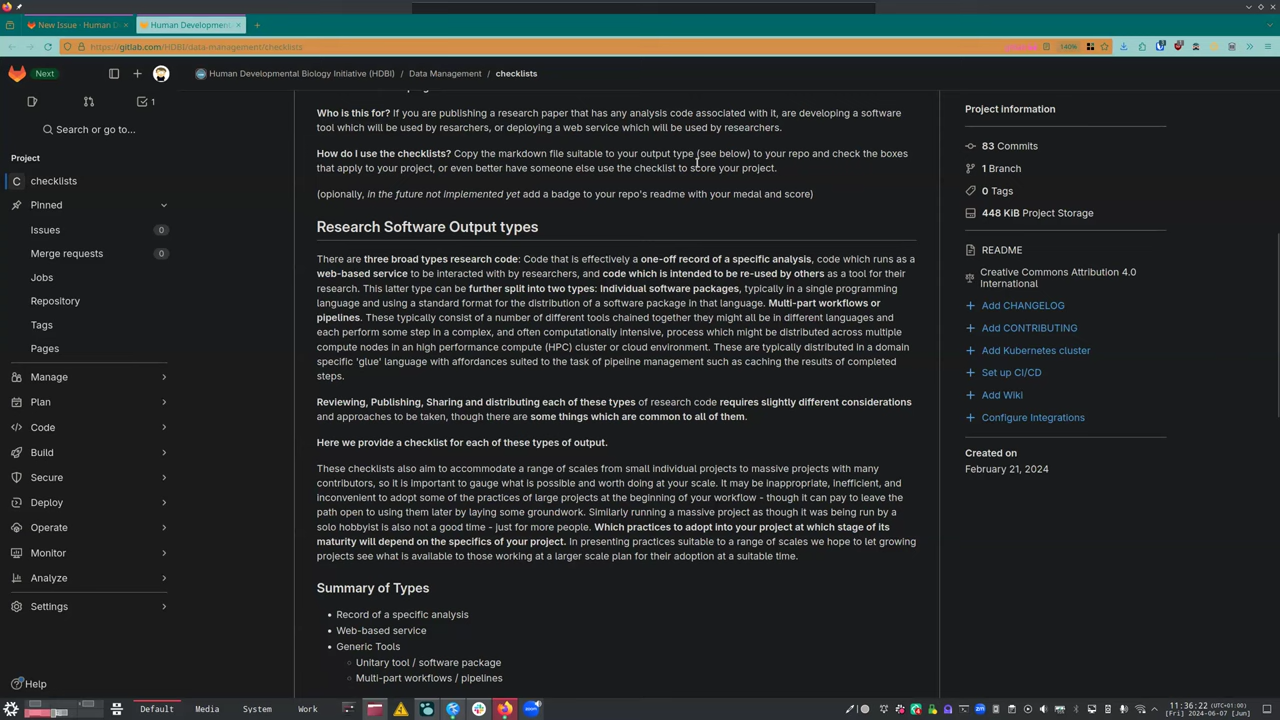 New Issue · Human D
Human Development
https://gitlab.com/HDBI/data-management/checklists
140%
Next
Human Developmental Biology Initiative (HDBI) / Data Management / checklists
1
Search or go to...
Project
C checklists
Pinned
Issues 0
Merge requests 0
Jobs
Repository
Tags
Pages
Manage
Plan
Code
Build
Secure
Deploy
Operate
Monitor
Analyze
Settings
Help
Who is this for? If you are publishing a research paper that has any analysis code associated with it, are developing a software
tool which will be used by resarchers, or deploying a web service which will be used by researchers.
How do I use the checklists? Copy the markdown file suitable to your output type (see below) to your repo and check the boxes
that apply to your project, or even better have someone else use the checklist to score your project.
(opionally, in the future not implemented yet add a badge to your repo's readme with your medal and score)
Research Software Output types
There are three broad types research code: Code that is effectively a one-off record of a specific analysis, code which runs as a
web-based service to be interacted with by researchers, and code which is intended to be re-used by others as a tool for their
research. This latter type can be further split into two types: Individual software packages, typically in a single programming
language and using a standard format for the distribution of a software package in that language. Multi-part workflows or
pipelines. These typically consist of a number of different tools chained together they might all be in different languages and
each perform some step in a complex, and often computationally intensive, process which might be distributed across multiple
compute nodes in an high performance compute (HPC) cluster or cloud environment. These are typically distributed in a domain
specific 'glue' language with affordances suited to the task of pipeline management such as caching the results of completed
steps.
Reviewing, Publishing, Sharing and distributing each of these types of research code requires slightly different considerations
and approaches to be taken, though there are some things which are common to all of them.
Here we provide a checklist for each of these types of output.
These checklists also aim to accommodate a range of scales from small individual projects to massive projects with many
contributors, so it is important to gauge what is possible and worth doing at your scale. It may be inappropriate, inefficient, and
inconvenient to adopt some of the practices of large projects at the beginning of your workflow - though it can pay to leave the
path open to using them later by laying some groundwork. Similarly running a massive project as though it was being run by a
solo hobbyist is also not a good time - just for more people. Which practices to adopt into your project at which stage of its
maturity will depend on the specifics of your project. In presenting practices suitable to a range of scales we hope to let growing
projects see what is available to those working at a larger scale plan for their adoption at a suitable time.
Summary of Types
• Record of a specific analysis
• Web-based service
• Generic Tools
◦ Unitary tool / software package
◦ Multi-part workflows / pipelines
Project information
83 Commits
1 Branch
0 Tags
448 KiB Project Storage
README
Creative Commons Attribution 4.0
International
Add CHANGELOG
Add CONTRIBUTING
Add Kubernetes cluster
Set up CI/CD
Add Wiki
Configure Integrations
Created on
February 21, 2024
Default Media System Work
11:36:22 (UTC+01:00)
[Fri] 2024-06-07 [Jun]